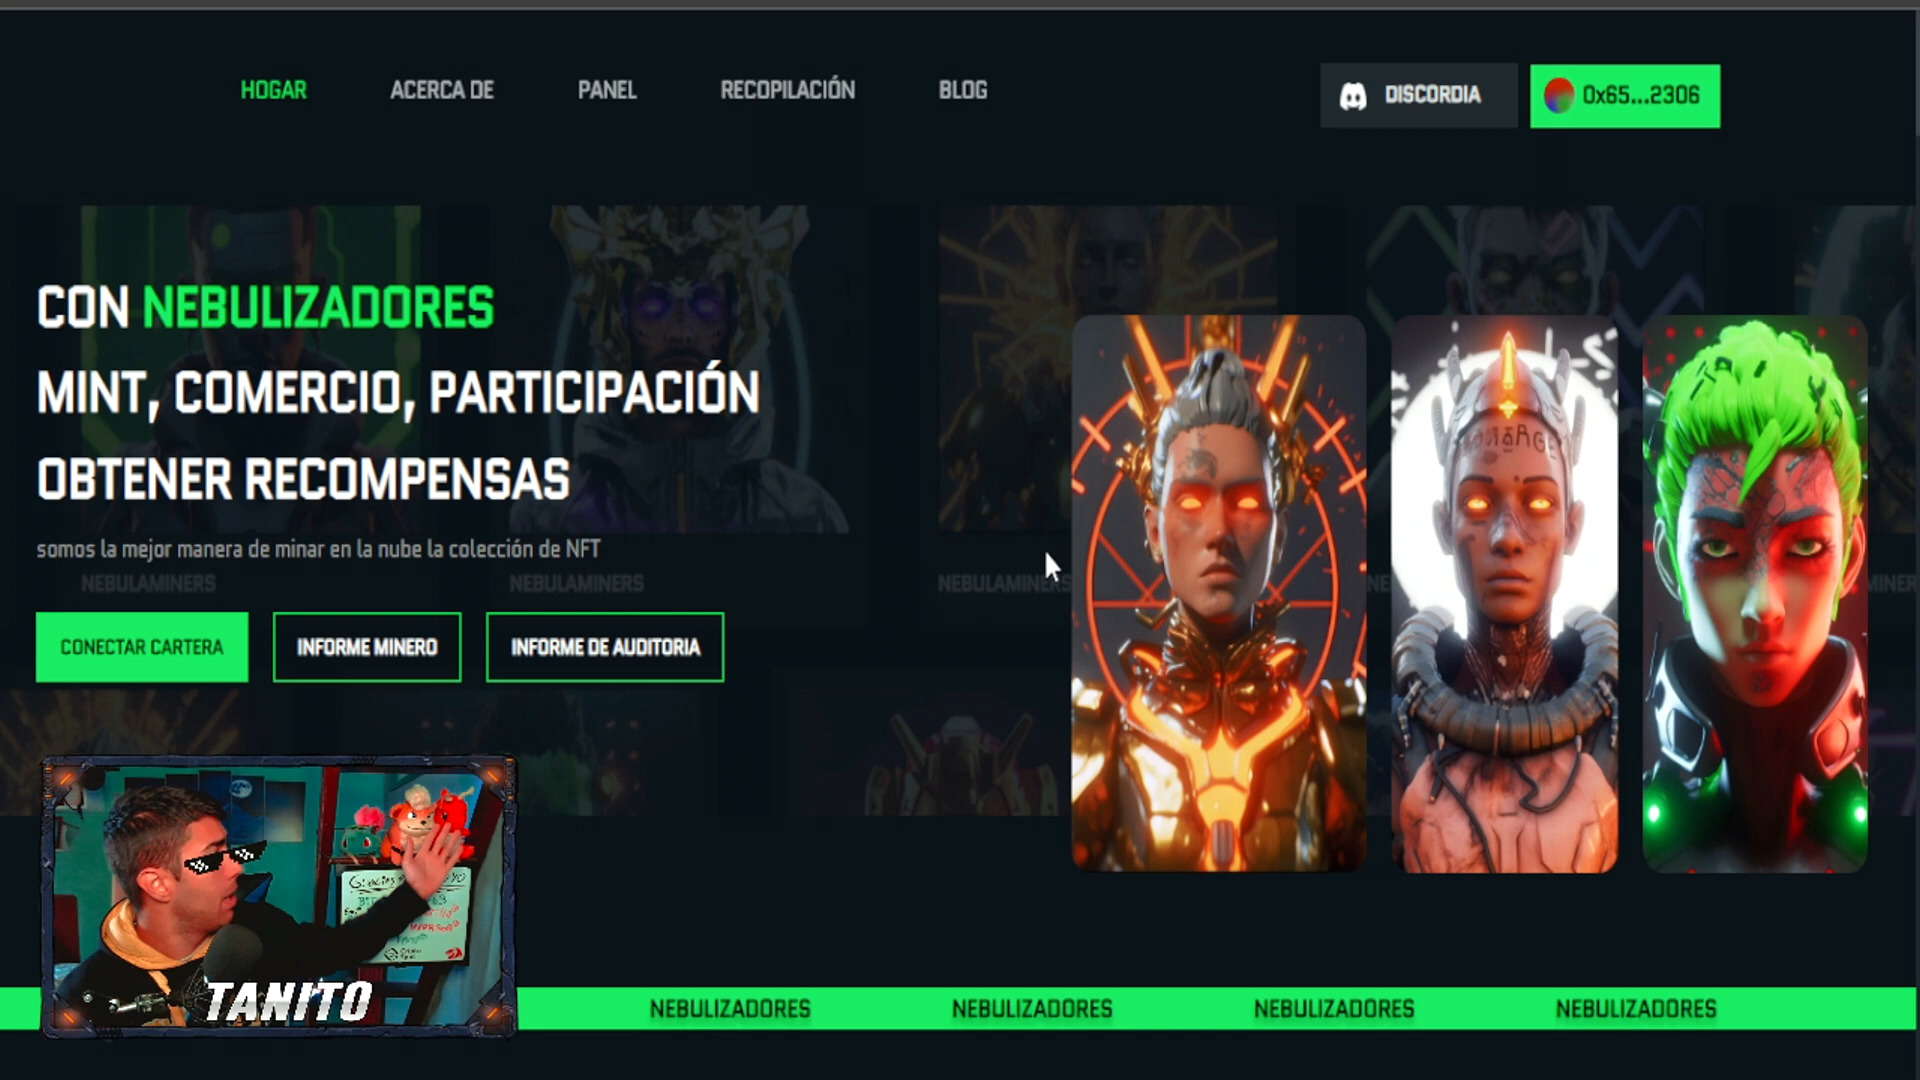 HOGAR ACERCA DE PANEL RECOPILACIÓN BLOG
DISCORDIA 0x65...2306
CON NEBULIZADORES
MINT, COMERCIO, PARTICIPACIÓN
OBTENER RECOMPENSAS
somos la mejor manera de minar en la nube la colección de NFT
NEBULAMINERS NEBULAMINERS NEBULAMINERS
CONECTAR CARTERA INFORME MINERO INFORME DE AUDITORIA
TANITO
NEBULIZADORES NEBULIZADORES NEBULIZADORES NEBULIZADORES